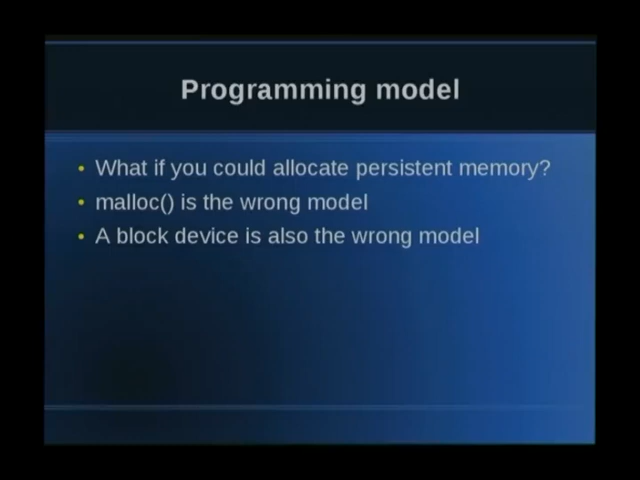 Programming model
• What if you could allocate persistent memory?
• malloc() is the wrong model
• A block device is also the wrong model